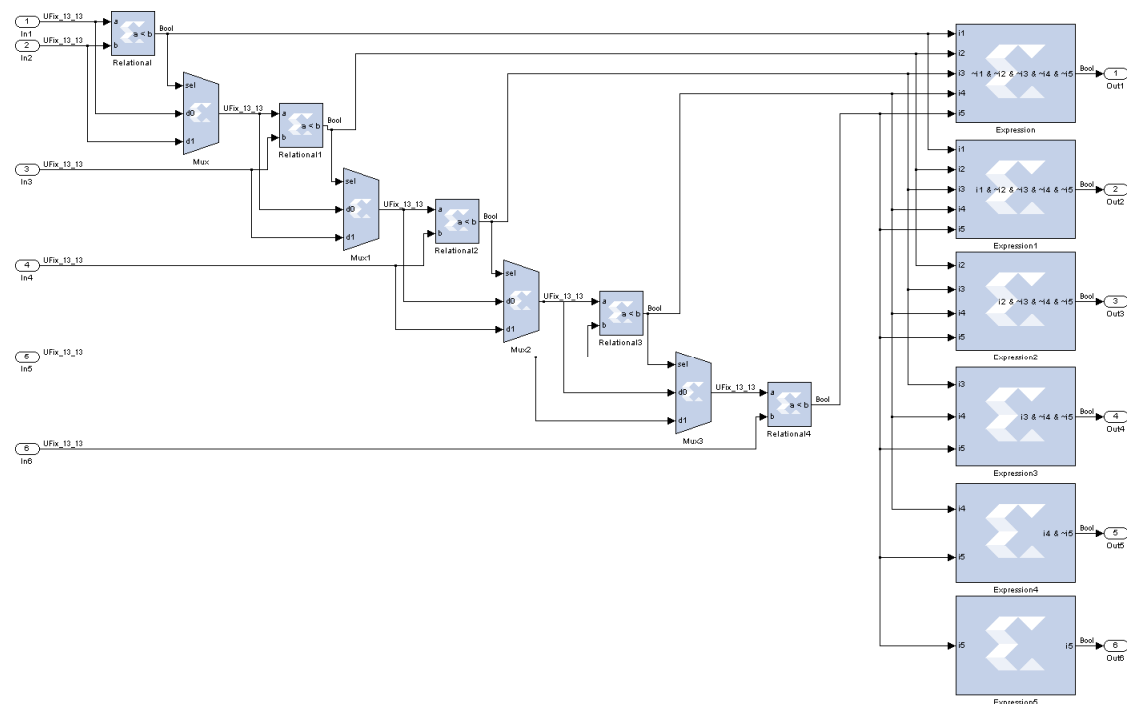 1
In1
UFix_13_13
2
In2
UFix_13_13
a
b
a < b
Bool
Relational
sel
d0
d1
Mux
UFix_13_13
a
b
a < b
Bool
Relational1
3
In3
UFix_13_13
sel
d0
d1
Mux1
UFix_13_13
a
b
a < b
Bool
Relational2
4
In4
UFix_13_13
sel
d0
d1
Mux2
UFix_13_13
a
b
a < b
Bool
Relational3
5
In5
UFix_13_13
sel
d0
d1
Mux3
UFix_13_13
a
b
a < b
Bool
Relational4
6
In6
UFix_13_13
i1
i2
i3
i4
i5
~i1 & ~i2 & ~i3 & ~i4 & ~i5
Bool
1
Out1
Expression
i1
i2
i3
i4
i5
i1 & ~i2 & ~i3 & ~i4 & ~i5
Bool
2
Out2
Expression1
i2
i3
i4
i5
i2 & ~i3 & ~i4 & ~i5
Bool
3
Out3
Expression2
i3
i4
i5
i3 & ~i4 & ~i5
Bool
4
Out4
Expression3
i4
i5
i4 & ~i5
Bool
5
Out5
Expression4
i5
i5
Bool
6
Out6
Expression5